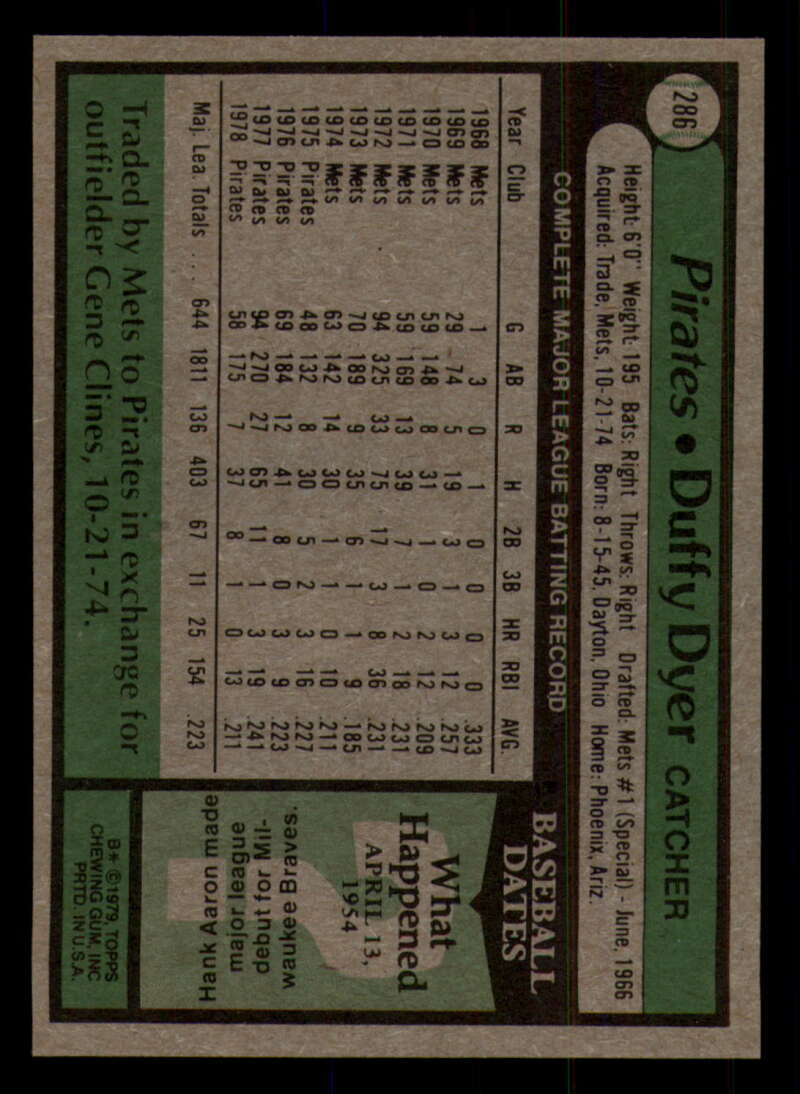 286
Pirates • Duffy Dyer CATCHER
Height: 6'0" Weight: 195 Bats: Right Throws: Right Drafted: Mets #1 (Special) - June, 1966
Acquired: Trade, Mets, 10-21-74 Born: 8-15-45, Dayton, Ohio Home: Phoenix, Ariz.
COMPLETE MAJOR LEAGUE BATTING RECORD
Year Club G AB R H 2B 3B HR RBI AVG.
1968 Mets 1 3 0 1 0 0 0 0 .333
1969 Mets 29 74 5 19 3 1 3 12 .257
1970 Mets 59 148 8 31 1 0 2 12 .209
1971 Mets 59 169 13 39 7 1 2 18 .231
1972 Mets 94 325 33 75 17 3 8 36 .231
1973 Mets 70 189 9 35 6 1 1 9 .185
1974 Mets 63 142 14 30 1 1 0 10 .211
1975 Pirates 48 132 8 30 5 2 3 16 .227
1976 Pirates 69 184 12 41 8 0 3 9 .223
1977 Pirates 94 270 27 65 11 1 3 19 .241
1978 Pirates 58 175 7 37 8 1 0 13 .211
Maj. Lea. Totals ... 644 1811 136 403 67 11 25 154 .223
Traded by Mets to Pirates in exchange for
outfielder Gene Clines, 10-21-74.
BASEBALL
DATES
What
Happened
APRIL 13,
1954
Hank Aaron made
major league
debut for Mil-
waukee Braves.
B* ©1979, TOPPS
CHEWING GUM, INC
PRTD. IN U.S.A.